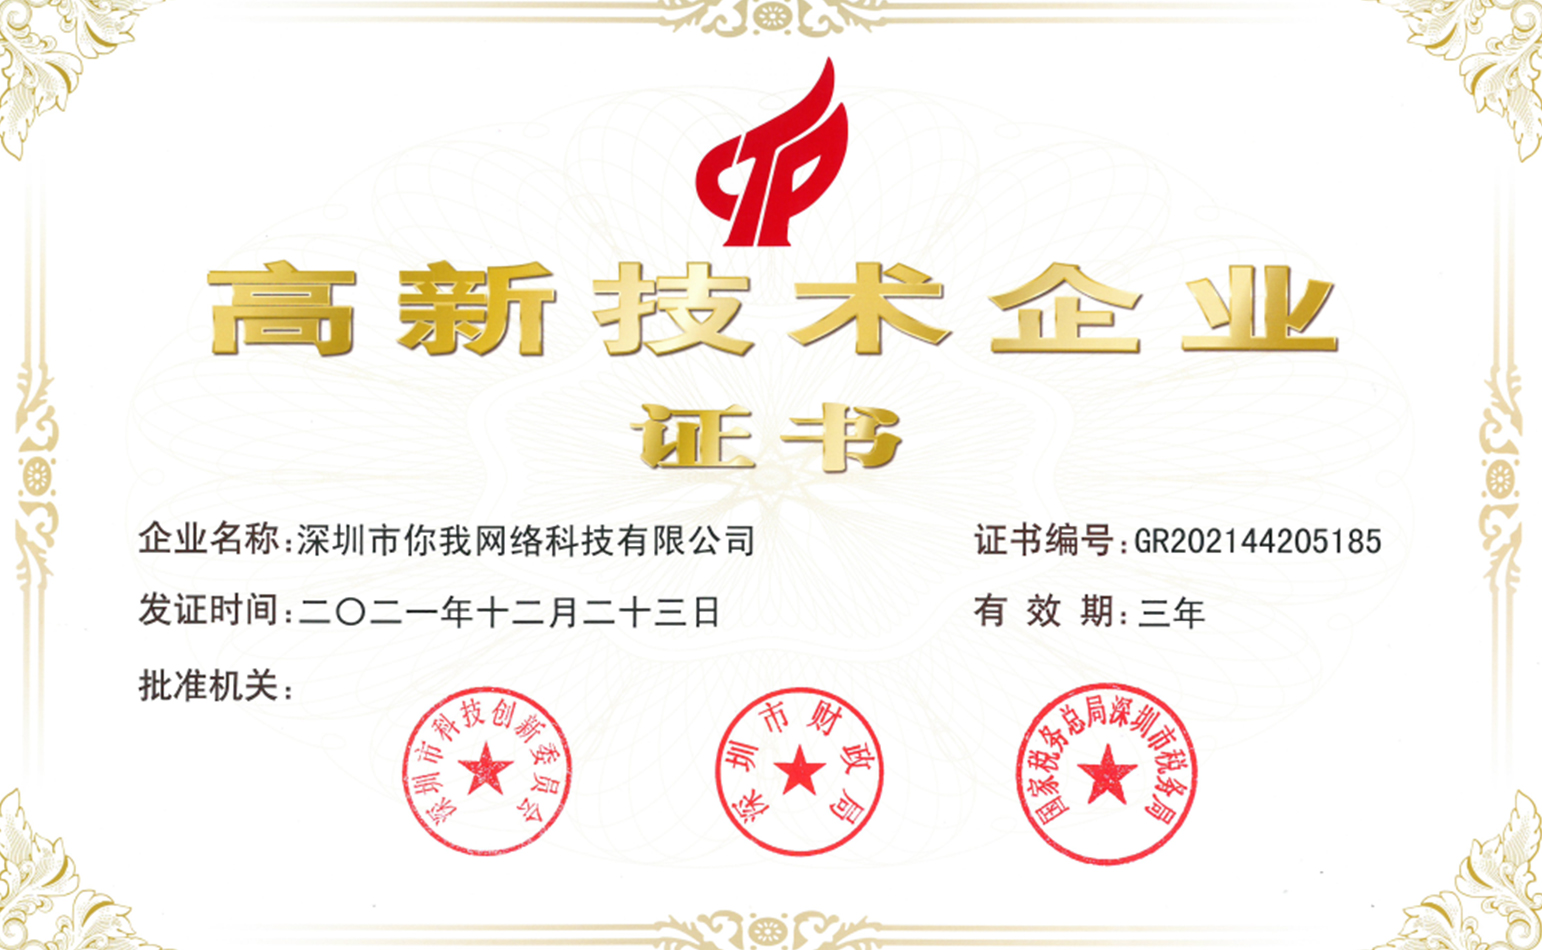 高新技术企业
证书
企业名称:深圳市你我网络科技有限公司
证书编号:GR202144205185
发证时间:二〇二一年十二月二十三日
有效期:三年
批准机关:
深圳市科技创新委员会
深圳市财政局
国家税务总局深圳市税务局